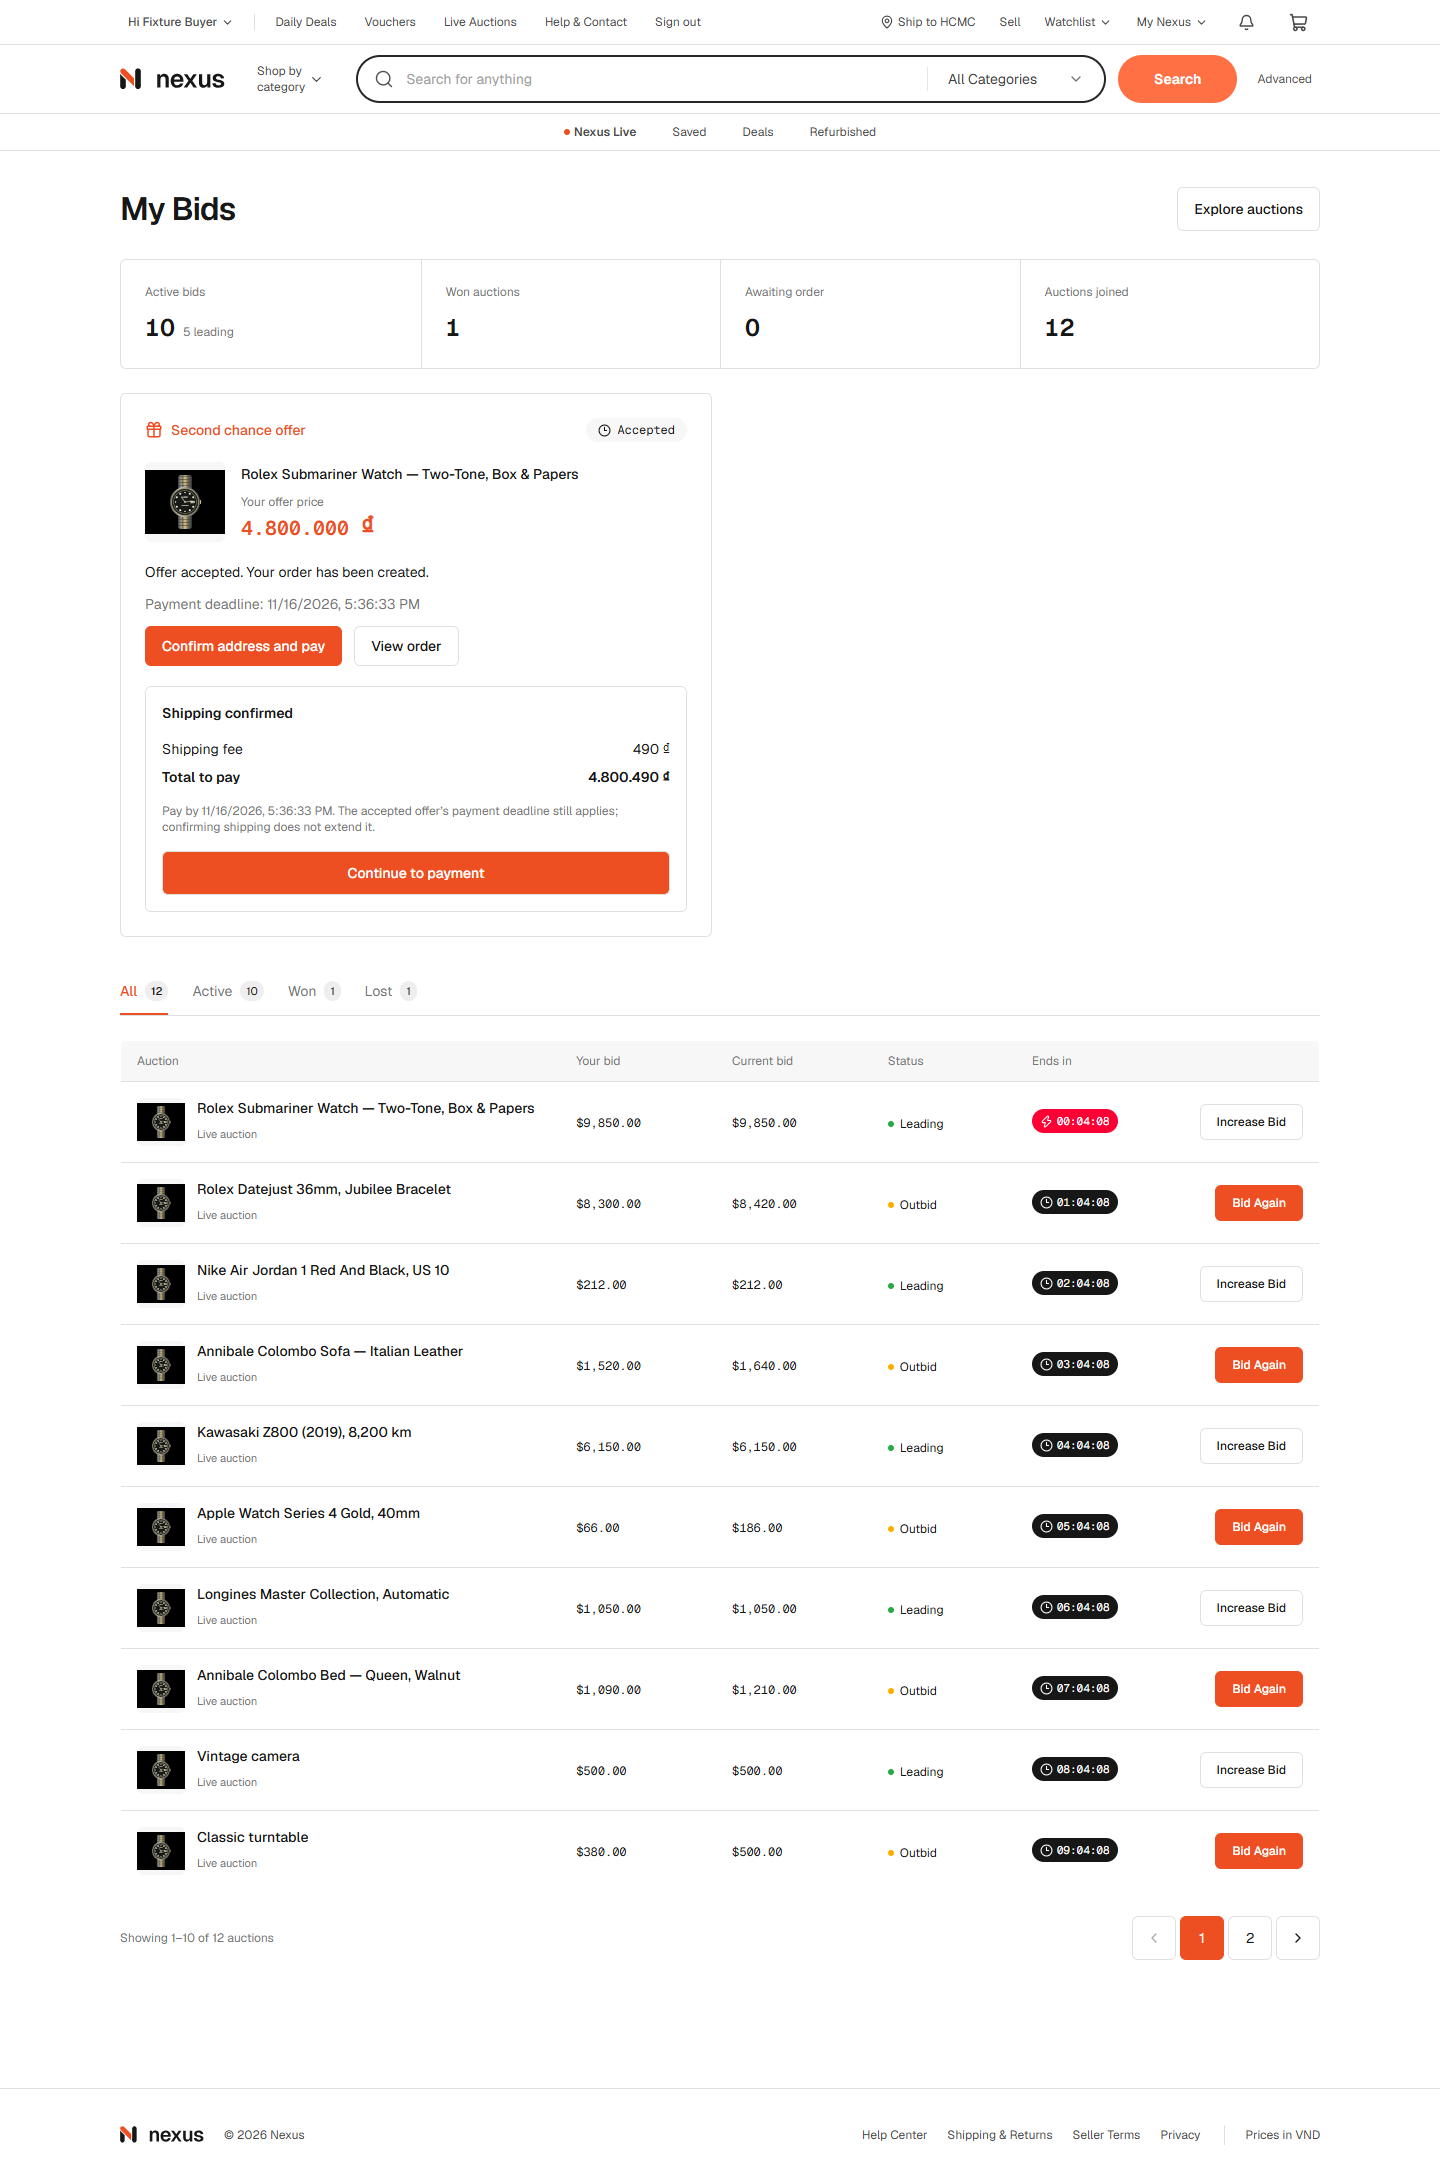 Hi Fixture Buyer
Daily Deals
Vouchers
Live Auctions
Help & Contact
Sign out
Ship to HCMC
Sell
Watchlist
My Nexus
nexus
Shop by
category
Search for anything
All Categories
Search
Advanced
Nexus Live
Saved
Deals
Refurbished
My Bids
Explore auctions
Active bids
10 5 leading
Won auctions
1
Awaiting order
0
Auctions joined
12
Second chance offer
Accepted
Rolex Submariner Watch — Two-Tone, Box & Papers
Your offer price
4.800.000 ₫
Offer accepted. Your order has been created.
Payment deadline: 11/16/2026, 5:36:33 PM
Confirm address and pay
View order
Shipping confirmed
Shipping fee 490 ₫
Total to pay 4.800.490 ₫
Pay by 11/16/2026, 5:36:33 PM. The accepted offer's payment deadline still applies;
confirming shipping does not extend it.
Continue to payment
All 12
Active 10
Won 1
Lost 1
Auction Your bid Current bid Status Ends in
Rolex Submariner Watch — Two-Tone, Box & Papers
Live auction
$9,850.00 $9,850.00 Leading 00:04:08 Increase Bid
Rolex Datejust 36mm, Jubilee Bracelet
Live auction
$8,300.00 $8,420.00 Outbid 01:04:08 Bid Again
Nike Air Jordan 1 Red And Black, US 10
Live auction
$212.00 $212.00 Leading 02:04:08 Increase Bid
Annibale Colombo Sofa — Italian Leather
Live auction
$1,520.00 $1,640.00 Outbid 03:04:08 Bid Again
Kawasaki Z800 (2019), 8,200 km
Live auction
$6,150.00 $6,150.00 Leading 04:04:08 Increase Bid
Apple Watch Series 4 Gold, 40mm
Live auction
$66.00 $186.00 Outbid 05:04:08 Bid Again
Longines Master Collection, Automatic
Live auction
$1,050.00 $1,050.00 Leading 06:04:08 Increase Bid
Annibale Colombo Bed — Queen, Walnut
Live auction
$1,090.00 $1,210.00 Outbid 07:04:08 Bid Again
Vintage camera
Live auction
$500.00 $500.00 Leading 08:04:08 Increase Bid
Classic turntable
Live auction
$380.00 $500.00 Outbid 09:04:08 Bid Again
Showing 1–10 of 12 auctions
1
2
nexus
© 2026 Nexus
Help Center
Shipping & Returns
Seller Terms
Privacy
Prices in VND